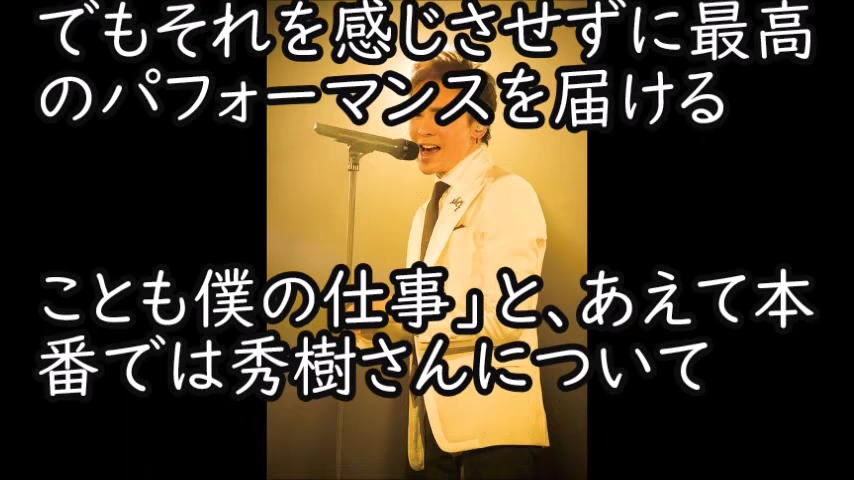 でもそれを感じさせずに最高
のパフォーマンスを届ける
ことも僕の仕事」と、あえて本
番では秀樹さんについて